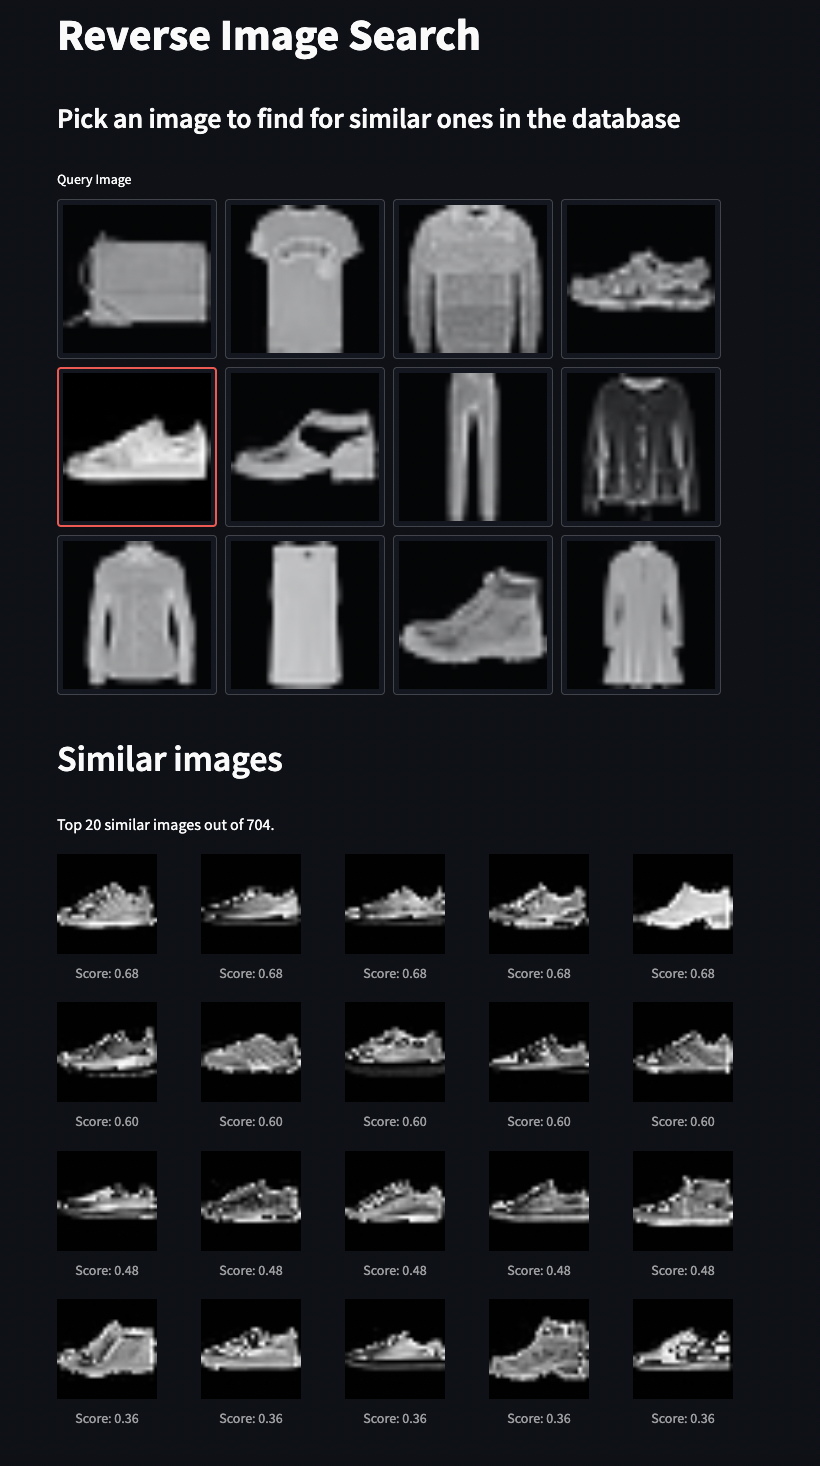 Reverse Image Search
Pick an image to find for similar ones in the database
Query Image
Similar images
Top 20 similar images out of 704.
Score: 0.68 Score: 0.68 Score: 0.68 Score: 0.68 Score: 0.68
Score: 0.60 Score: 0.60 Score: 0.60 Score: 0.60 Score: 0.60
Score: 0.48 Score: 0.48 Score: 0.48 Score: 0.48 Score: 0.48
Score: 0.36 Score: 0.36 Score: 0.36 Score: 0.36 Score: 0.36